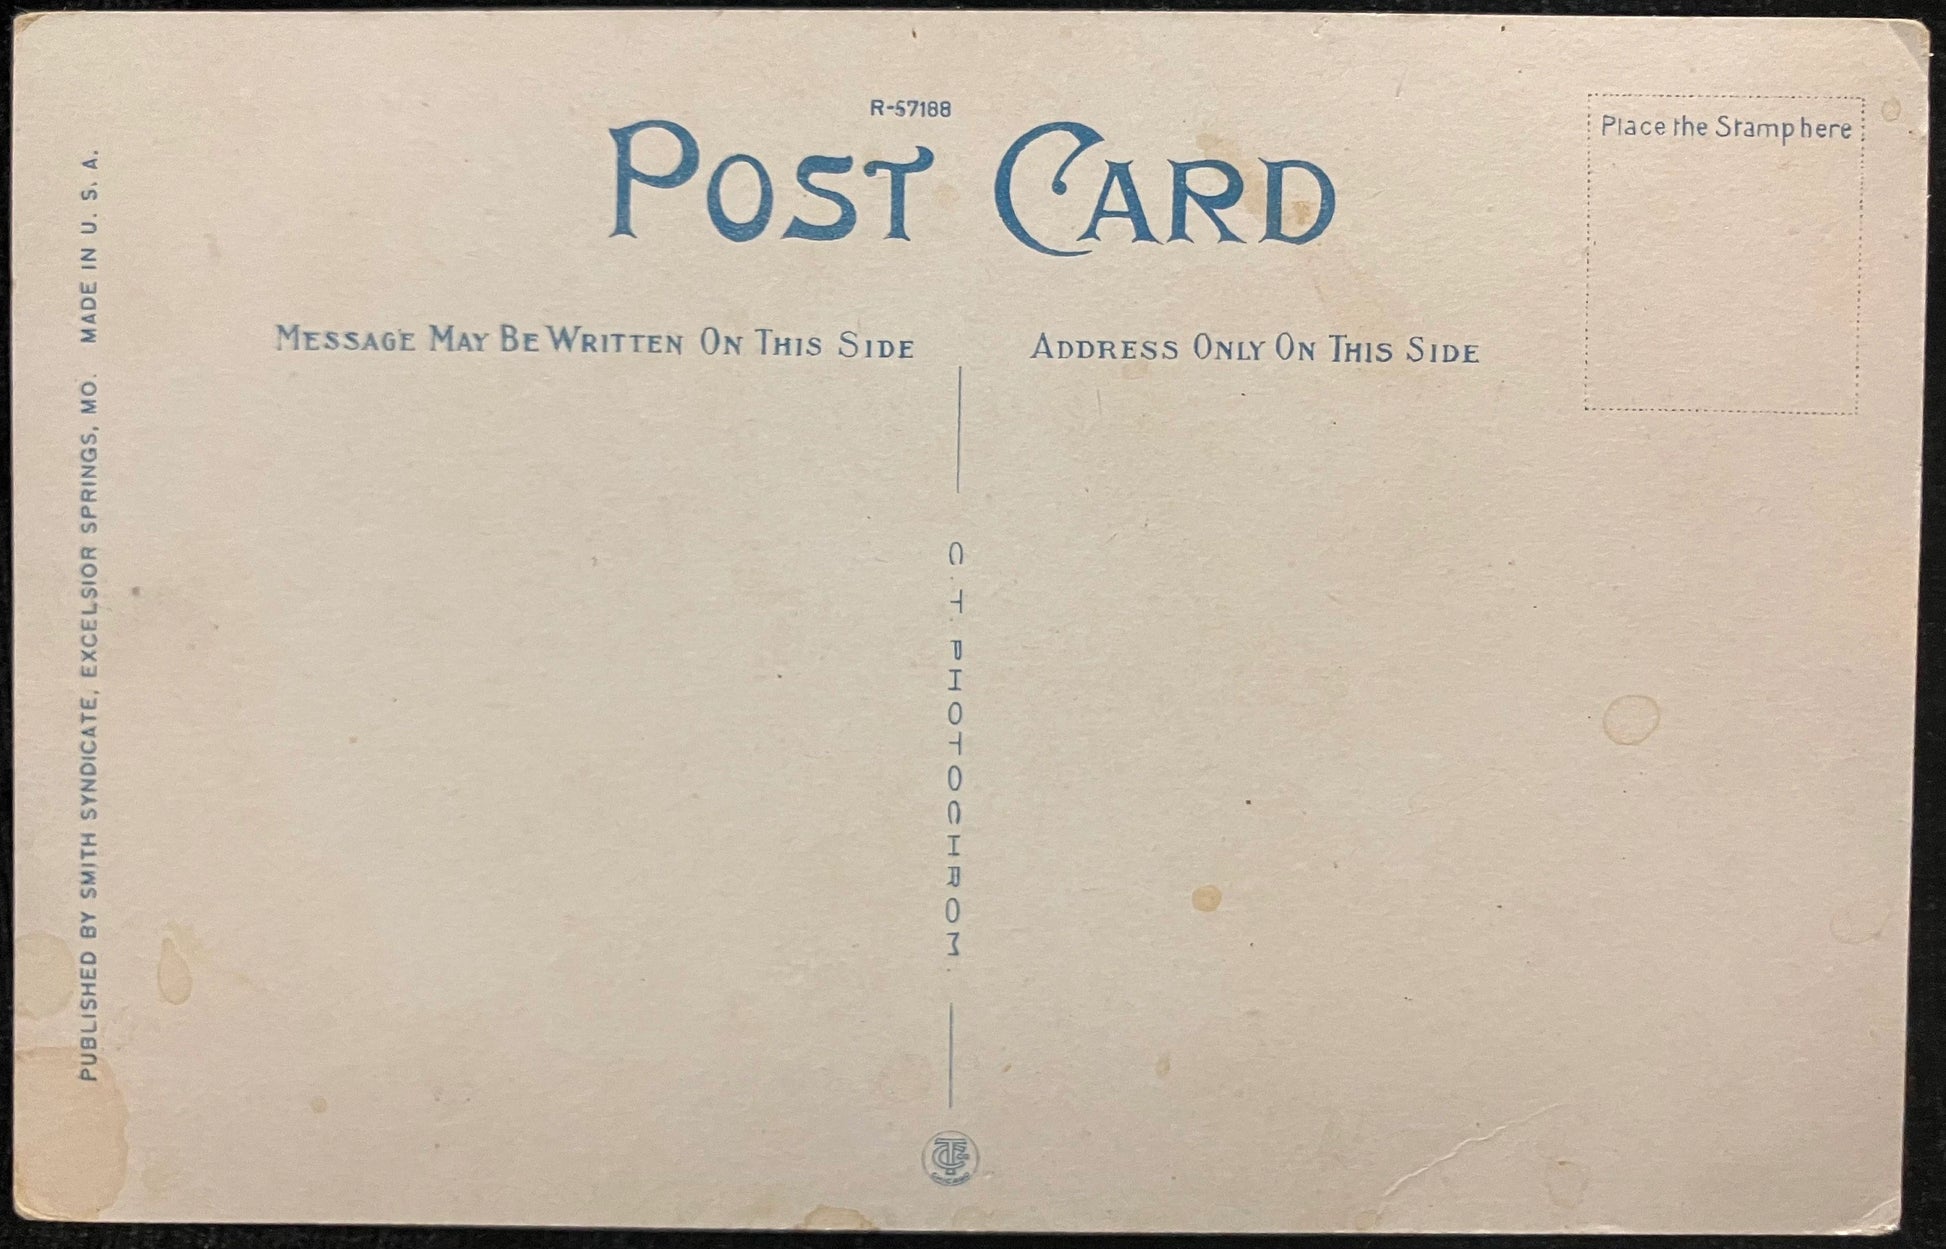 R-57188
POST CARD
Place the Stamp here
MESSAGE MAY BE WRITTEN ON THIS SIDE
ADDRESS ONLY ON THIS SIDE
C. T. PHOTOCHROM.
PUBLISHED BY SMITH SYNDICATE, EXCELSIOR SPRINGS, MO. MADE IN U. S. A.
CHICAGO